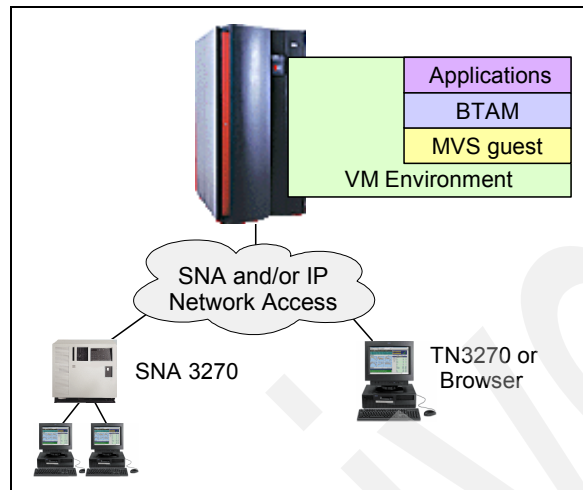 Applications
BTAM
MVS guest
VM Environment
SNA and/or IP
Network Access
SNA 3270
TN3270 or
Browser